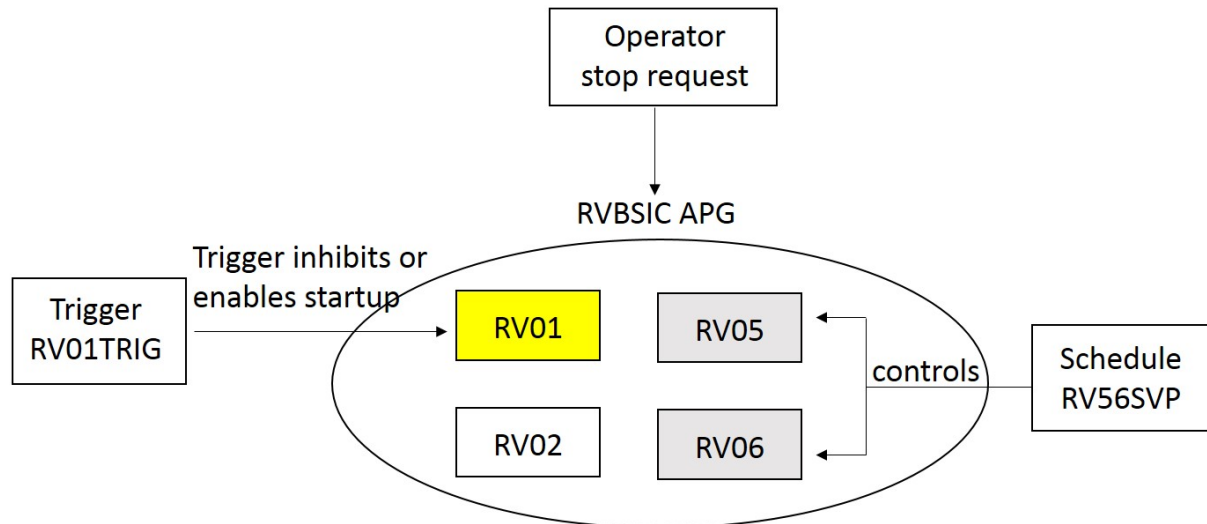 Operator
stop request
RVBSIC APG
Trigger inhibits or
enables startup
Trigger
RV01TRIG
RV01
RV05
controls
Schedule
RV56SVP
RV02
RV06